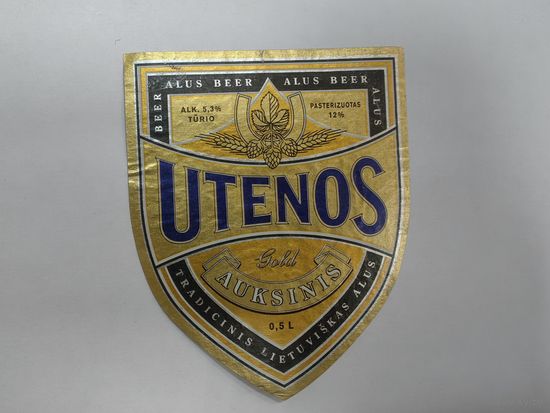 BEER ALUS BEER ALUS BEER ALUS
ALK. 5,3%
TŪRIO
PASTERIZUOTAS
12%
UTENOS
Gold
AUKSINIS
0,5 L
TRADICINIS LIETUVIŠKAS ALUS